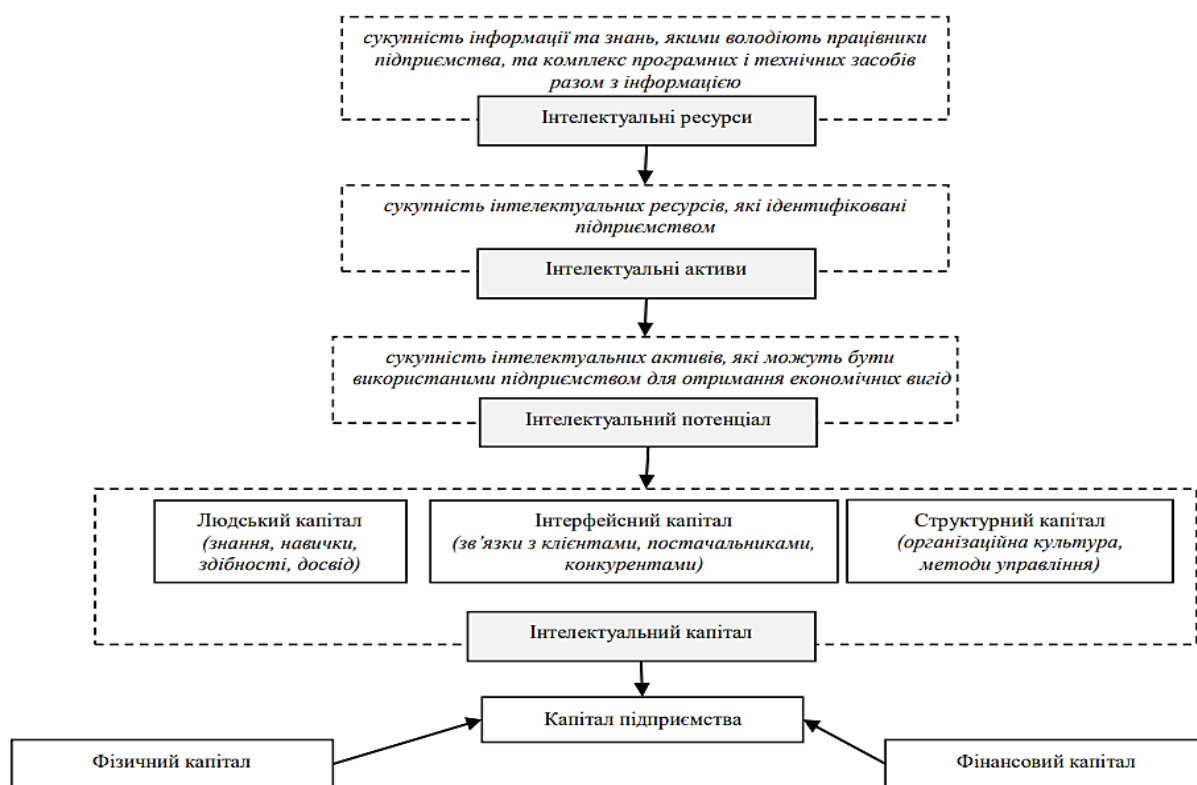 сукупність інформації та знань, якими володіють працівники
підприємства, та комплекс програмних і технічних засобів
разом з інформацією
Інтелектуальні ресурси
сукупність інтелектуальних ресурсів, які ідентифіковані
підприємством
Інтелектуальні активи
сукупність інтелектуальних активів, які можуть бути
використаними підприємством для отримання економічних вигід
Інтелектуальний потенціал
Людський капітал
(знання, навички,
здібності, досвід)
Інтерфейсний капітал
(зв’язки з клієнтами, постачальниками,
конкурентами)
Структурний капітал
(організаційна культура,
методи управління)
Інтелектуальний капітал
Капітал підприємства
Фізичний капітал
Фінансовий капітал